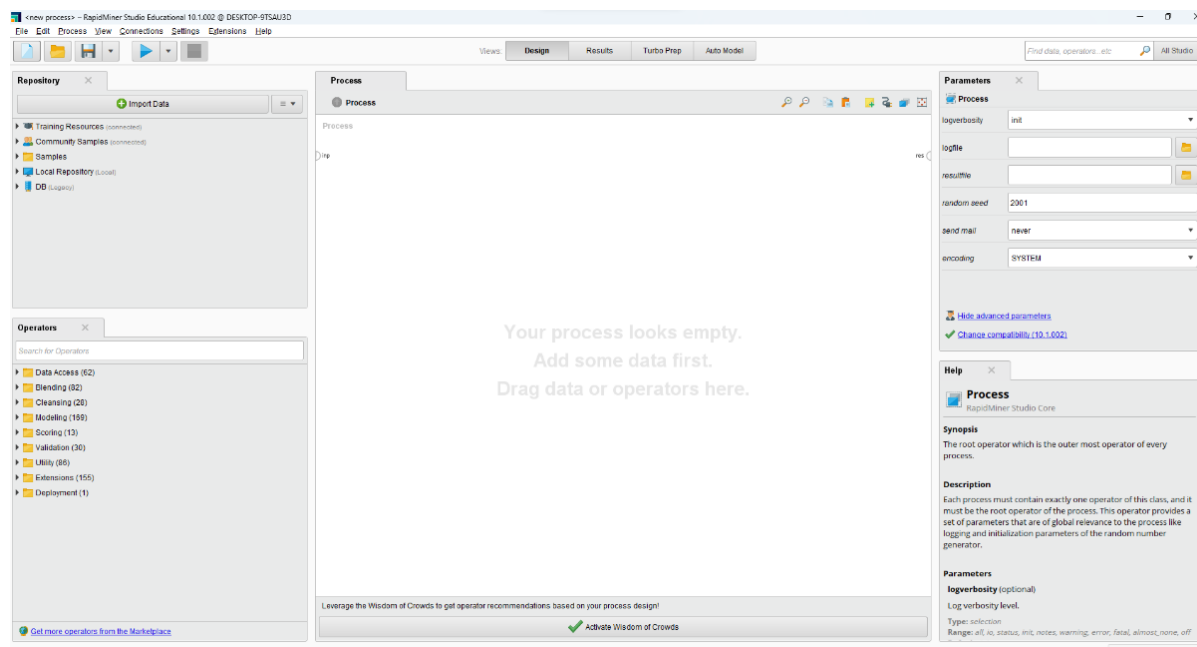 <new process> – RapidMiner Studio Educational 10.1.002 @ DESKTOP-9TSAU3D
File Edit Process View Connections Settings Extensions Help
Views: Design Results Turbo Prep Auto Model
Find data, operators...etc
All Studio
Repository
Import Data
Training Resources (connected)
Community Samples (connected)
Samples
Local Repository (Local)
DB (Legacy)
Operators
Search for Operators
Data Access (62)
Blending (82)
Cleansing (28)
Modeling (169)
Scoring (13)
Validation (30)
Utility (86)
Extensions (155)
Deployment (1)
Get more operators from the Marketplace
Process
Process
Process
inp
res
Your process looks empty.
Add some data first.
Drag data or operators here.
Leverage the Wisdom of Crowds to get operator recommendations based on your process design!
Activate Wisdom of Crowds
Parameters
Process
logverbosity init
logfile
resultfile
random seed 2001
send mail never
encoding SYSTEM
Hide advanced parameters
Change compatibility (10.1.002)
Help
Process
RapidMiner Studio Core
Synopsis
The root operator which is the outer most operator of every
process.
Description
Each process must contain exactly one operator of this class, and it
must be the root operator of the process. This operator provides a
set of parameters that are of global relevance to the process like
logging and initialization parameters of the random number
generator.
Parameters
logverbosity (optional)
Log verbosity level.
Type: selection
Range: all, io, status, init, notes, warning, error, fatal, almost_none, off